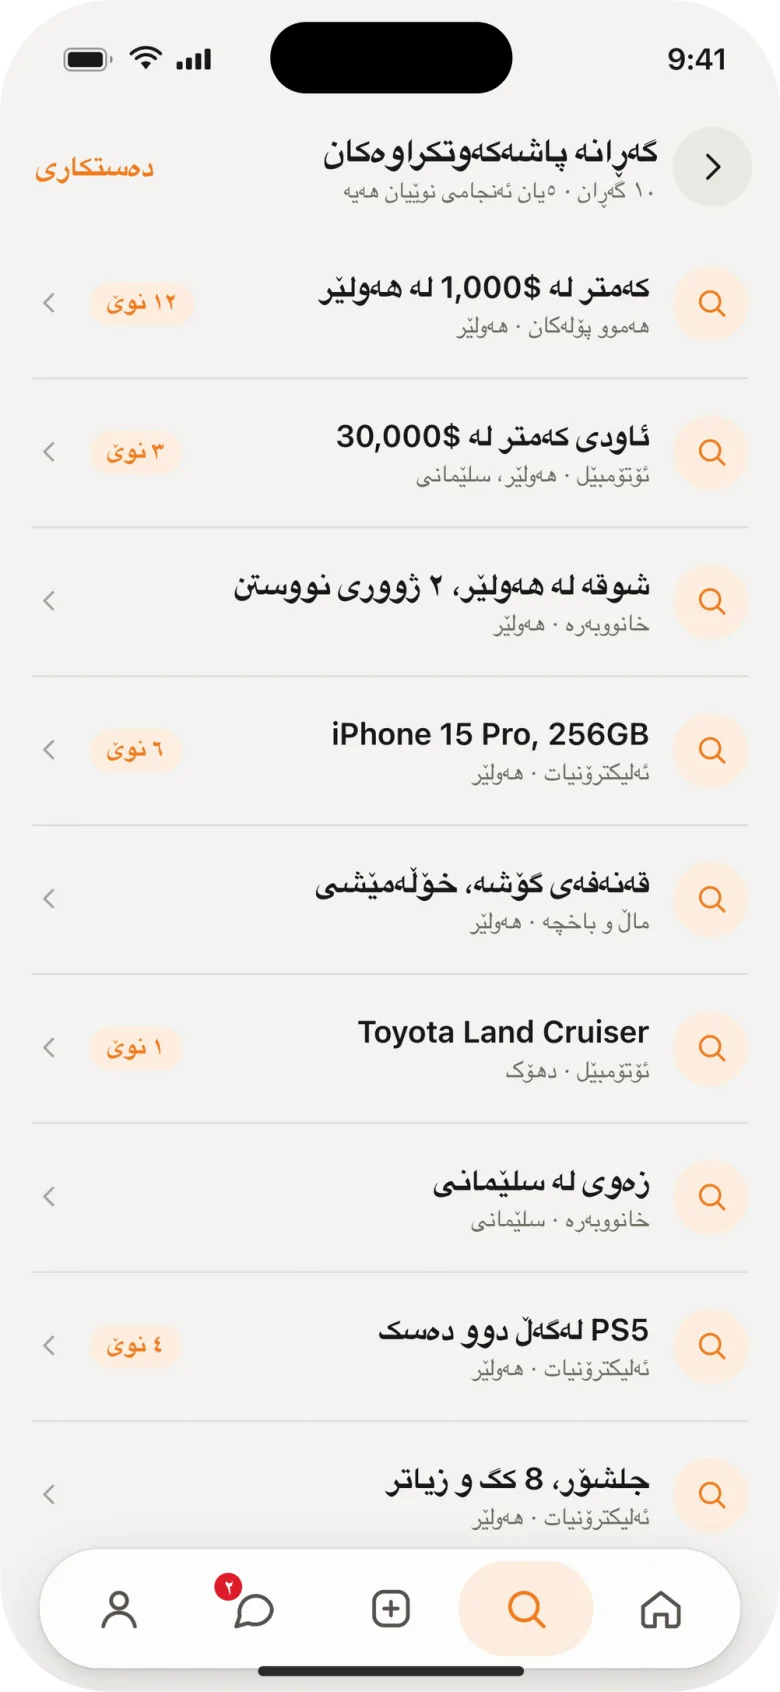 9:41
گەڕانە پاشەکەوتکراوەکان
دەستکاری
١٠ گەڕان · ٥یان ئەنجامی نوێیان هەیە
کەمتر لە $1,000 لە هەولێر
١٢ نوێ
هەموو پۆلەکان · هەولێر
ئاودی کەمتر لە $30,000
٣ نوێ
ئۆتۆمبێل · هەولێر، سلێمانی
شوقە لە هەولێر، ٢ ژووری نووستن
خانووبەرە · هەولێر
iPhone 15 Pro, 256GB
٦ نوێ
ئەلیکترۆنیات · هەولێر
قەنەفەی گۆشە، خۆڵەمێشی
ماڵ و باخچە · هەولێر
Toyota Land Cruiser
١ نوێ
ئۆتۆمبێل · دهۆک
زەوی لە سلێمانی
خانووبەرە · سلێمانی
PS5 لەگەڵ دوو دەسک
٤ نوێ
ئەلیکترۆنیات · هەولێر
جلشۆر، 8 کگ و زیاتر
ئەلیکترۆنیات · هەولێر
٢